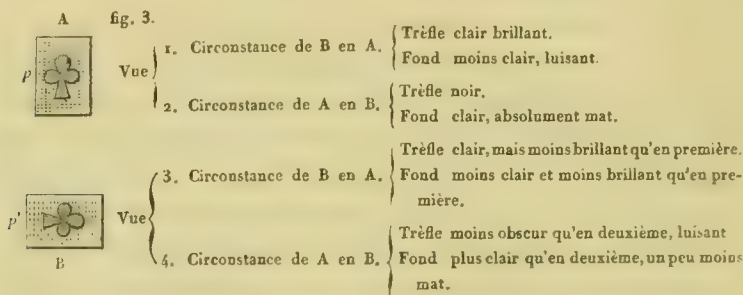 A fig. 3.
p Vue
1. Circonstance de B en A.
Trèfle clair brillant.
Fond moins clair, luisant.
2. Circonstance de A en B.
Trèfle noir.
Fond clair, absolument mat.
p' Vue
B
3. Circonstance de B en A.
Trèfle clair, mais moins brillant qu'en première.
Fond moins clair et moins brillant qu'en pre-
mière.
4. Circonstance de A en B.
Trèfle moins obscur qu'en deuxième, luisant
Fond plus clair qu'en deuxième, un peu moins
mat.